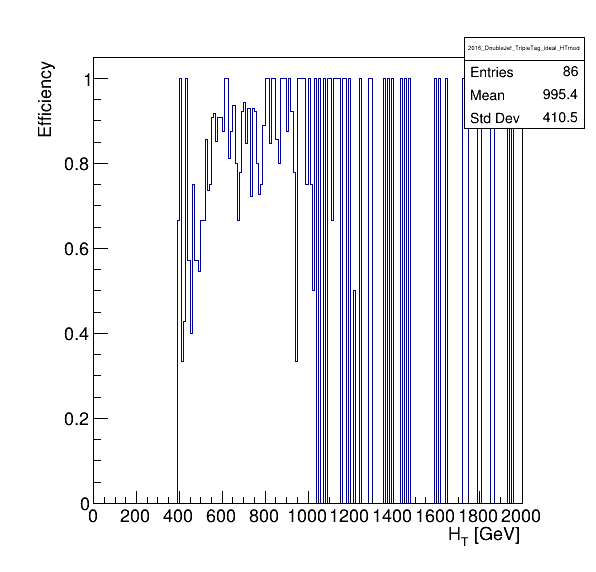 2016_DoubleJet_TripleTag_ideal_HTmod
Entries 86
Mean 995.4
Std Dev 410.5
Efficiency
1
0.8
0.6
0.4
0.2
0
0 200 400 600 800 1000 1200 1400 1600 1800 2000
H_T [GeV]